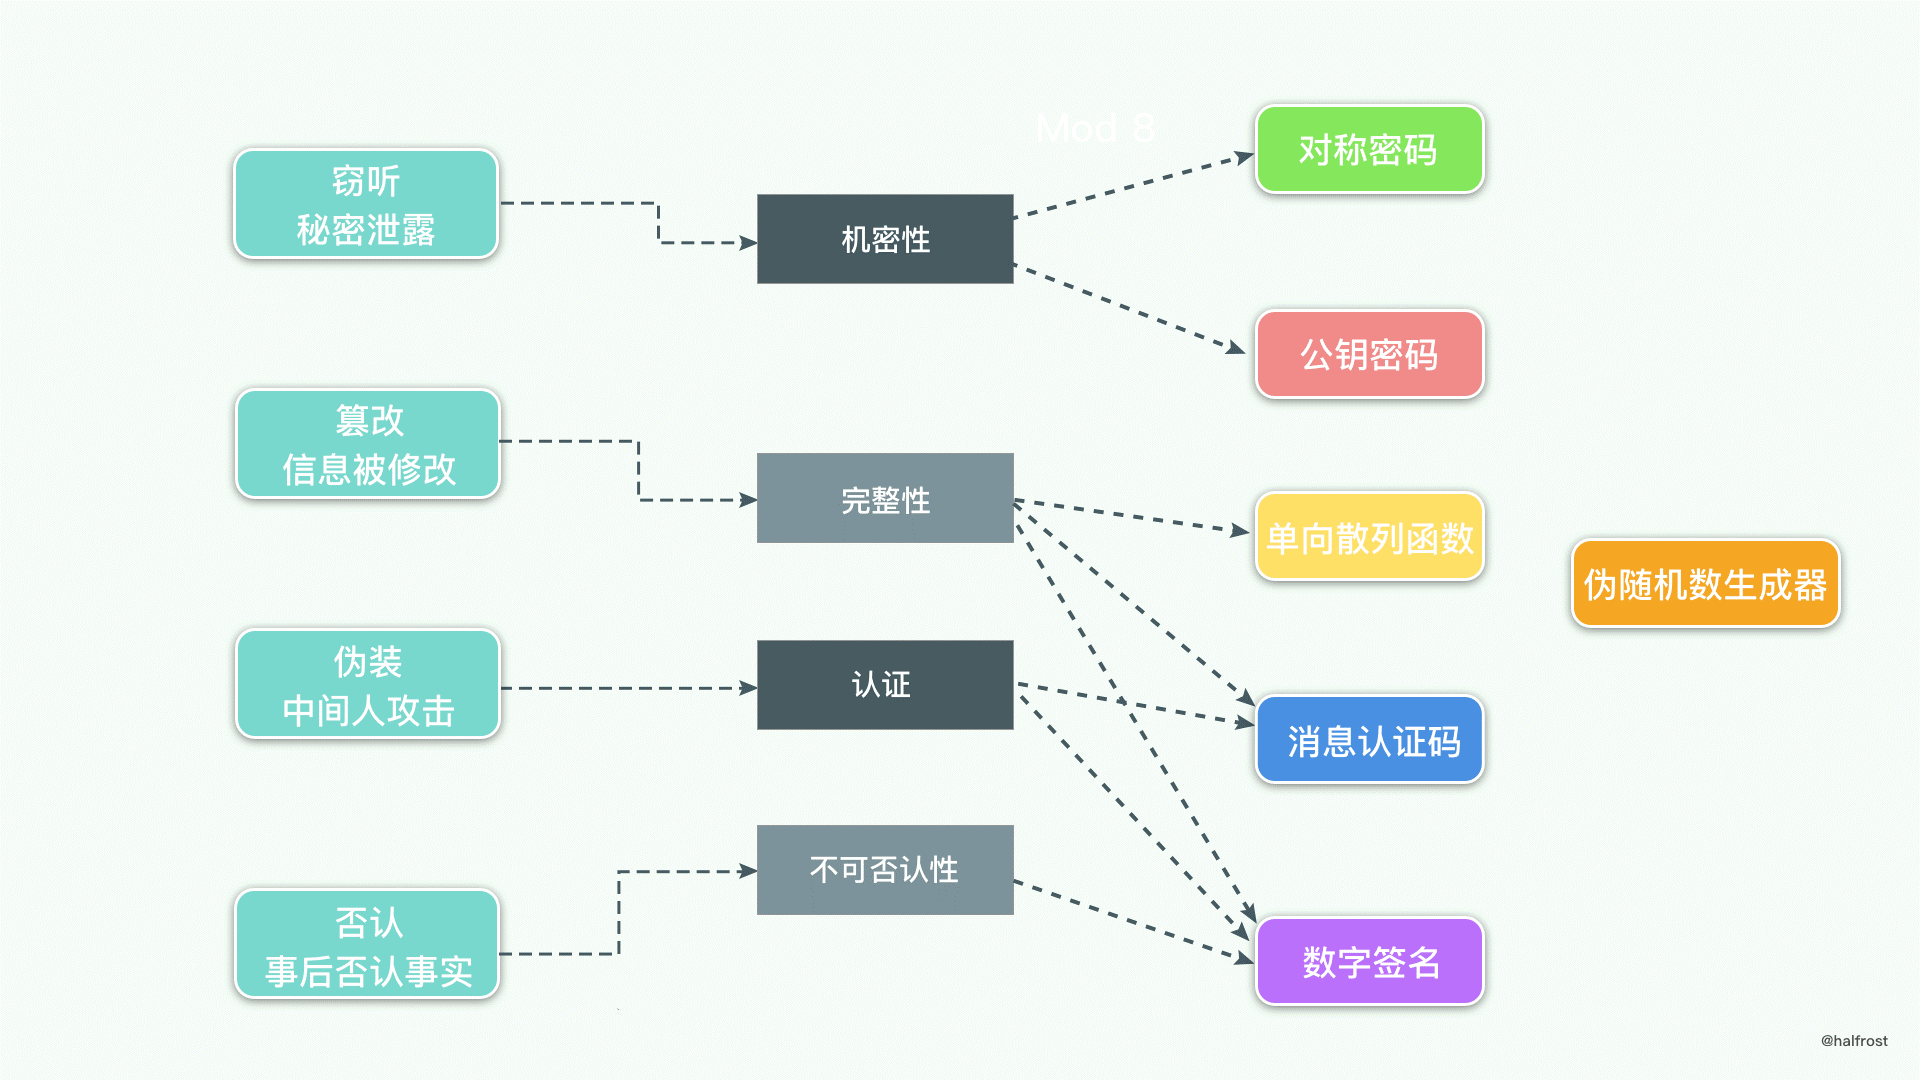 Mod 8
窃听
秘密泄露
篡改
信息被修改
伪装
中间人攻击
否认
事后否认事实
机密性
完整性
认证
不可否认性
对称密码
公钥密码
单向散列函数
消息认证码
数字签名
伪随机数生成器
@halfrost